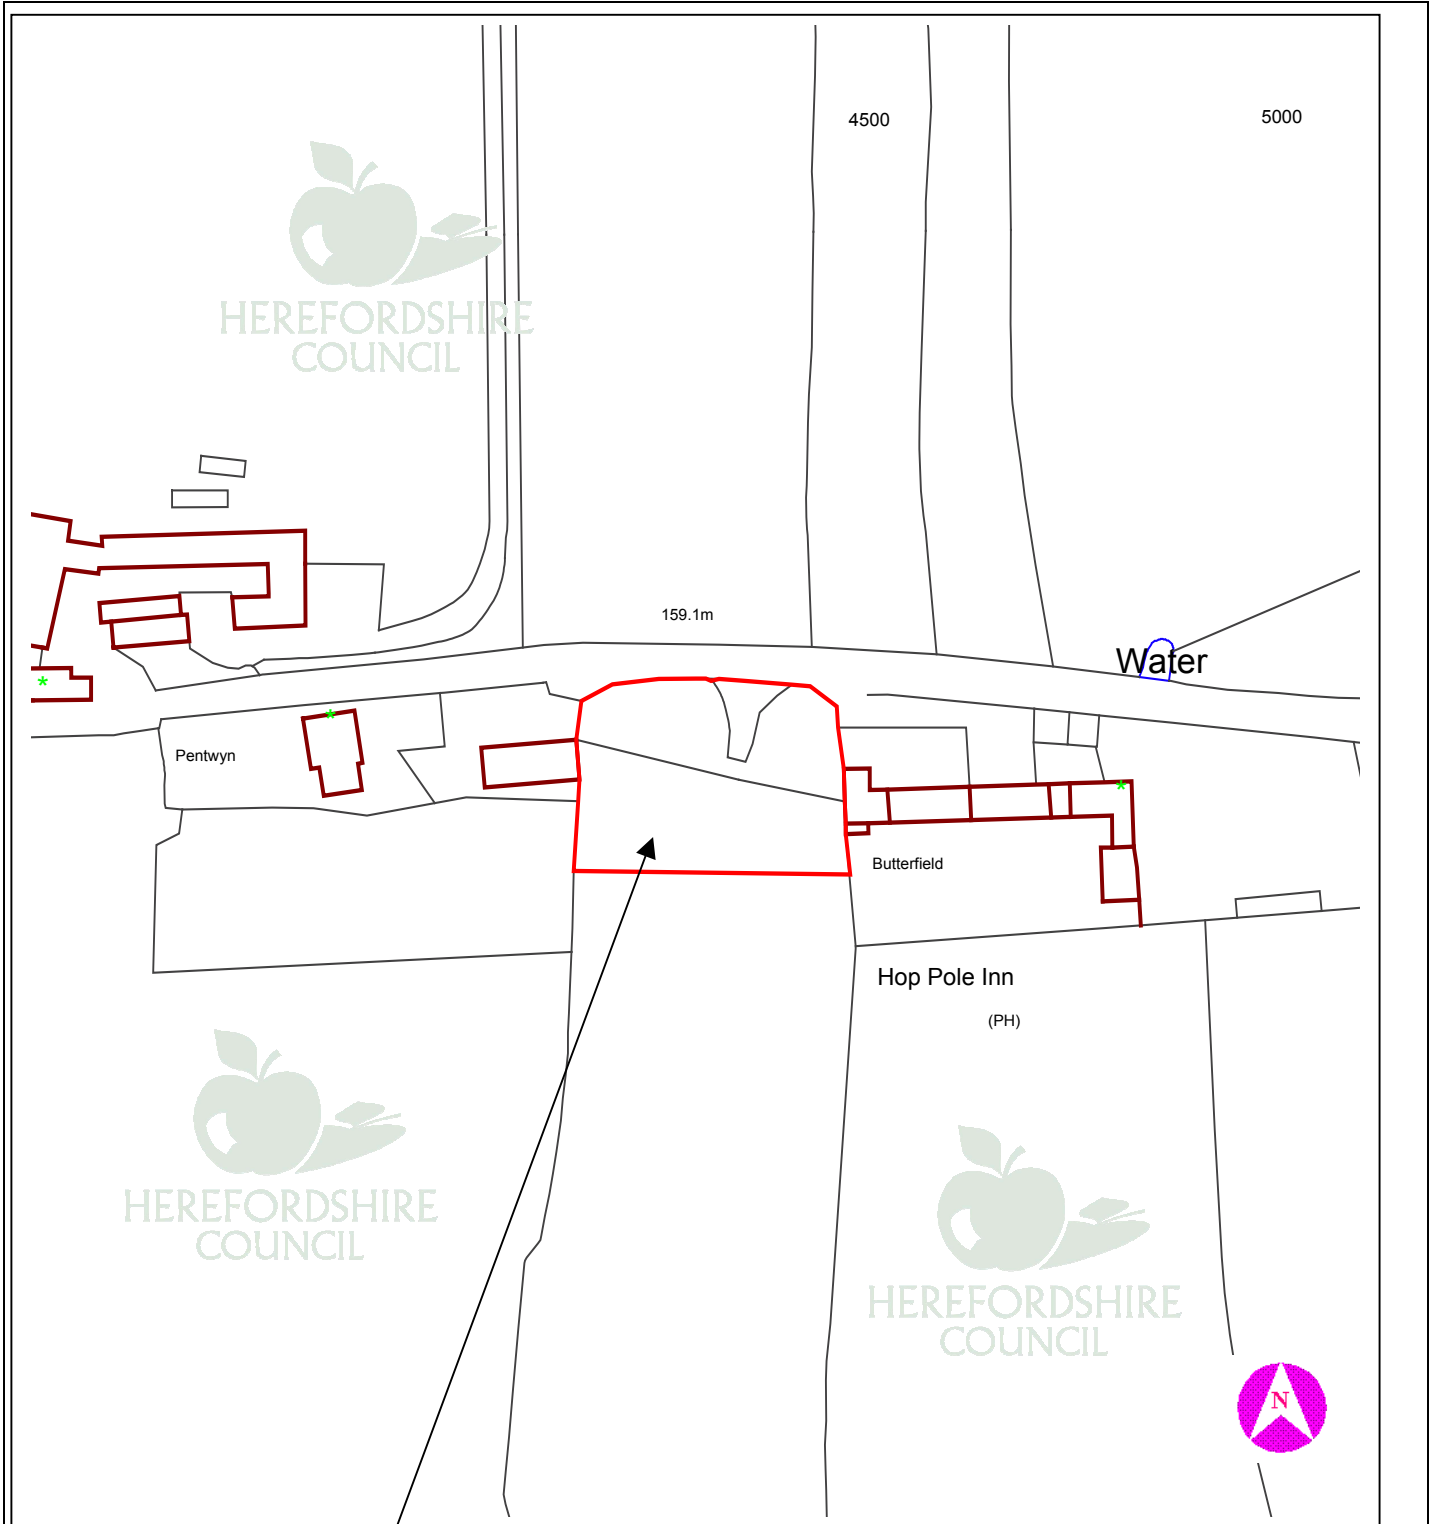 4500
5000
HEREFORDSHIRE
COUNCIL
159.1m
Water
Pentwyn
Butterfield
Hop Pole Inn
(PH)
HEREFORDSHIRE
COUNCIL
HEREFORDSHIRE
COUNCIL
N